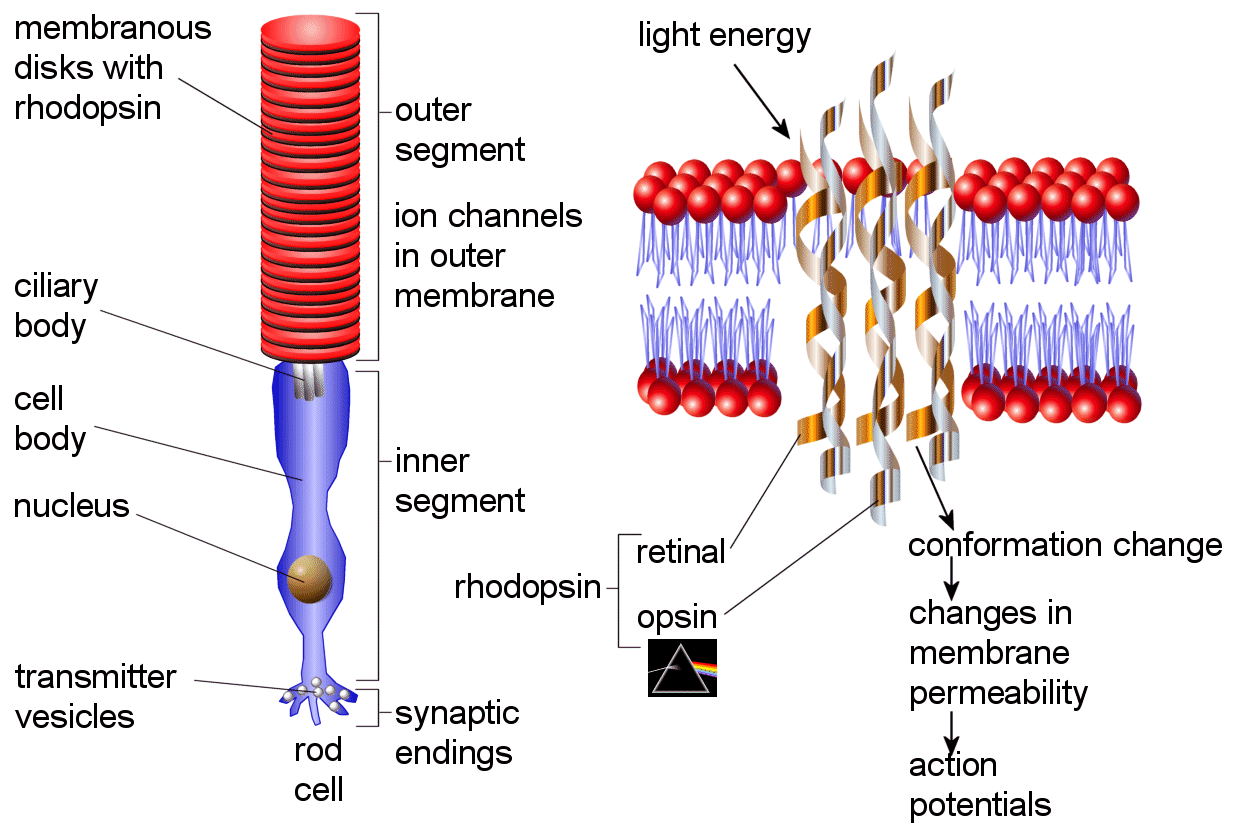 membranous
disks with
rhodopsin
outer
segment
ion channels
in outer
membrane
ciliary
body
cell
body
nucleus
inner
segment
transmitter
vesicles
synaptic
endings
rod
cell
light energy
rhodopsin
retinal
opsin
conformation change
changes in
membrane
permeability
action
potentials